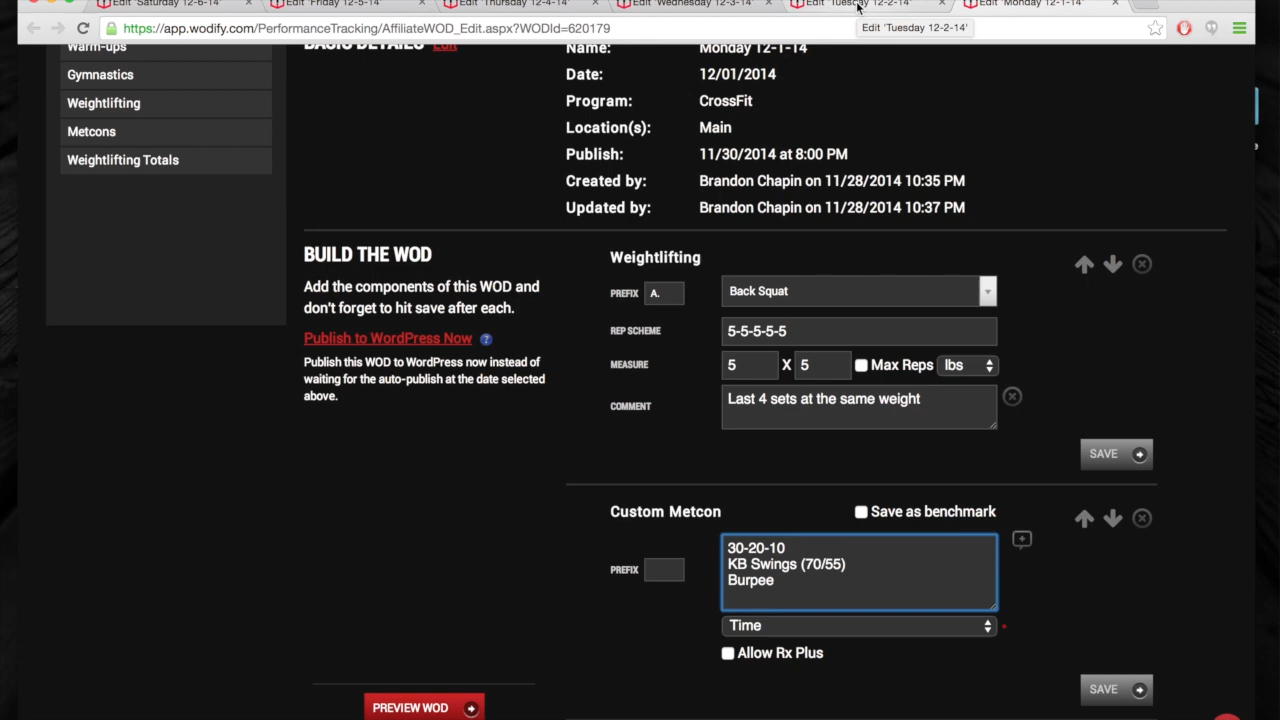 Edit 'Saturday 12-6-14'
Edit 'Friday 12-5-14'
Edit 'Thursday 12-4-14'
Edit 'Wednesday 12-3-14'
Edit 'Tuesday 12-2-14'
Edit 'Monday 12-1-14'
https://app.wodify.com/PerformanceTracking/AffiliateWOD_Edit.aspx?WODId=620179
Edit 'Tuesday 12-2-14'
Warm-ups
Gymnastics
Weightlifting
Metcons
Weightlifting Totals
BASIC DETAILS Edit
Name: Monday 12-1-14
Date: 12/01/2014
Program: CrossFit
Location(s): Main
Publish: 11/30/2014 at 8:00 PM
Created by: Brandon Chapin on 11/28/2014 10:35 PM
Updated by: Brandon Chapin on 11/28/2014 10:37 PM
BUILD THE WOD
Add the components of this WOD and
don't forget to hit save after each.
Publish to WordPress Now ?
Publish this WOD to WordPress now instead of
waiting for the auto-publish at the date selected
above.
PREVIEW WOD
Weightlifting
PREFIX A. Back Squat
REP SCHEME 5-5-5-5-5
MEASURE 5 X 5 Max Reps lbs
COMMENT Last 4 sets at the same weight
SAVE
Custom Metcon Save as benchmark
PREFIX
30-20-10
KB Swings (70/55)
Burpee
Time
Allow Rx Plus
SAVE